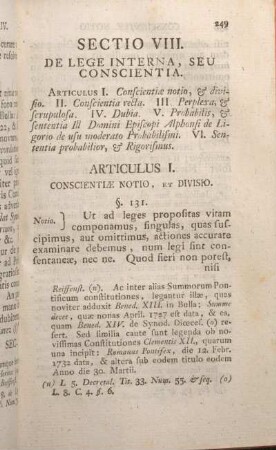 249
SECTIO VIII.
DE LEGE INTERNA, SEU
CONSCIENTIA.
ARTICULUS I. Conscientiæ notio, & divi-
sio. II. Conscientia recta. III. Perplexa, &
scrupulosa. IV. Dubia. V. Probabilis, &
sententia Ill Domini Episcopi Alphonsi de Li-
gorio de usu moderato Probabilismi. VI. Sen-
tentia probabilior, & Rigorismus.
ARTICULUS I.
CONSCIENTIÆ NOTIO, ET DIVISIO.
§. 131.
Notio. } Ut ad leges propositas vitam
componamus, singulas, quas sus-
cipimus, aut omittimus, actiones accurate
examinare debemus, num legi sint con-
sentaneæ, nec ne. Quod fieri non potest,
nisi
Reiffenst. (n). Ac inter alias Summorum Pon-
tificum constitutiones, legantur illæ, quas
noviter adduxit Bened. XIII. in Bulla: Summe
decet, quæ nonas April. 1727 est data, & ea,
quam Bened. XIV. de Synod. Diœces. (o) re-
fert. Sed similia cante sunt legenda ob no-
vissimas Constitutiones Clementis XII., quarum
una incipit: Romanus Pontifex, die 12. Febr.
1732 data, & altera sub eodem titulo eodem
Anno die 30. Martii.
(n) L. 5. Decretal. Tit. 33. Num. 55. & seq. (o)
L. 8. C. 4. §. 6.